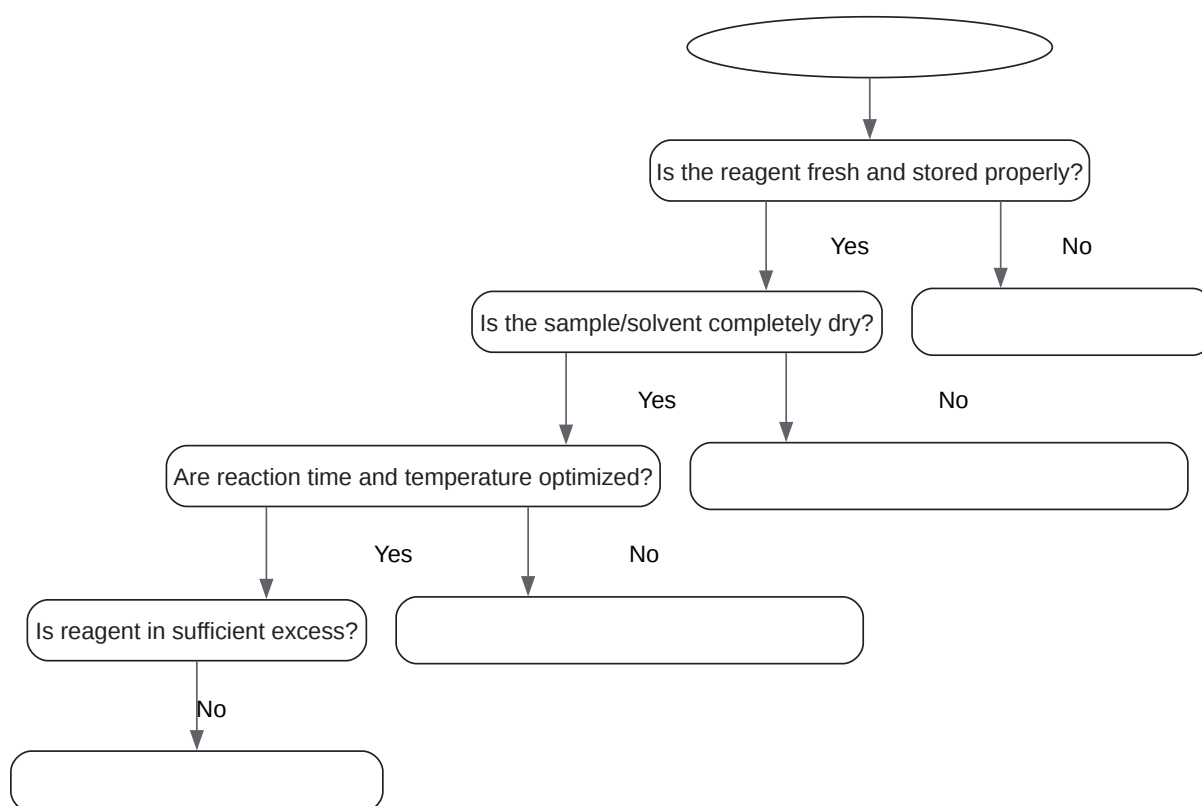 Is the reagent fresh and stored properly?
Yes
No
Is the sample/solvent completely dry?
Yes
No
Are reaction time and temperature optimized?
Yes
No
Is reagent in sufficient excess?
No